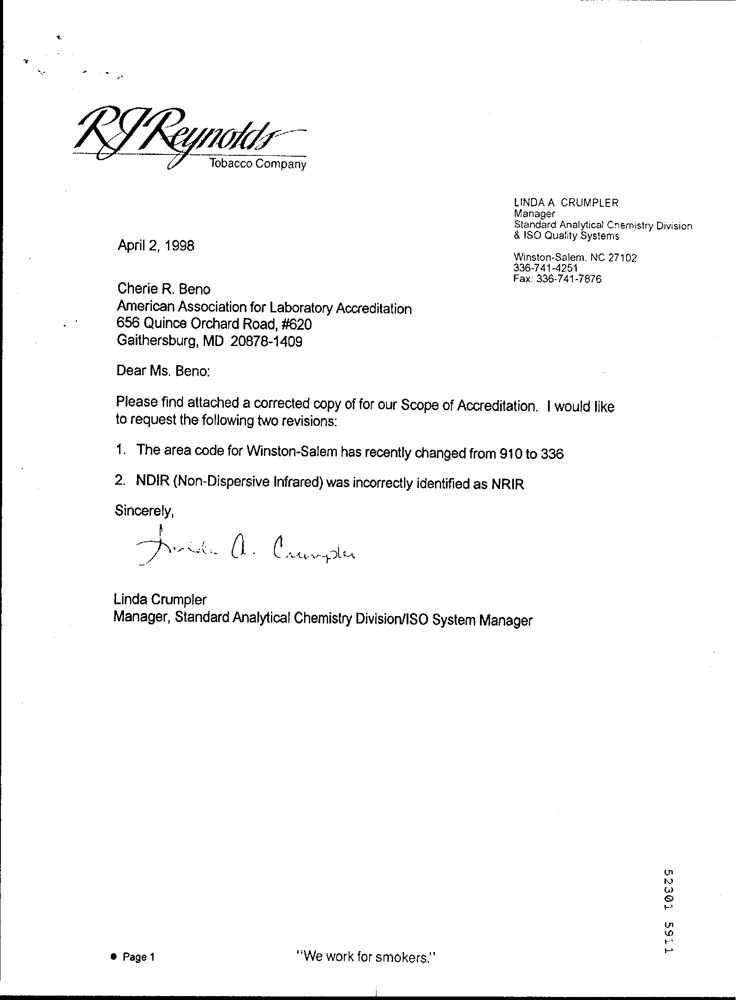 RJReynolds
Tobacco Company
LINDA A. CRUMPLER
Manager
Standard Analytical Chemistry Division
& ISO Quality Systems
Winston-Salem, NC 27102
336-741-4251
Fax: 336-741-7876
April 2, 1998
Cherie R. Beno
American Association for Laboratory Accreditation
656 Quince Orchard Road, #620
Gaithersburg, MD 20878-1409
Dear Ms. Beno:
Please find attached a corrected copy of for our Scope of Accreditation. I would like
to request the following two revisions:
1. The area code for Winston-Salem has recently changed from 910 to 336
2. NDIR (Non-Dispersive Infrared) was incorrectly identified as NRIR
Sincerely,
Linda A. Crumpler
Linda Crumpler
Manager, Standard Analytical Chemistry Division/ISO System Manager
52301 5911
● Page 1
"We work for smokers."